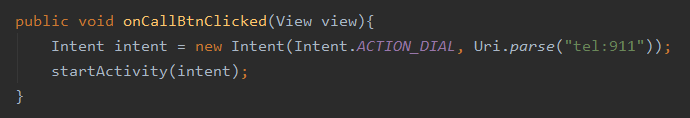 public void onCallBtnClicked(View view){
    Intent intent = new Intent(Intent.ACTION_DIAL, Uri.parse("tel:911"));
    startActivity(intent);
}